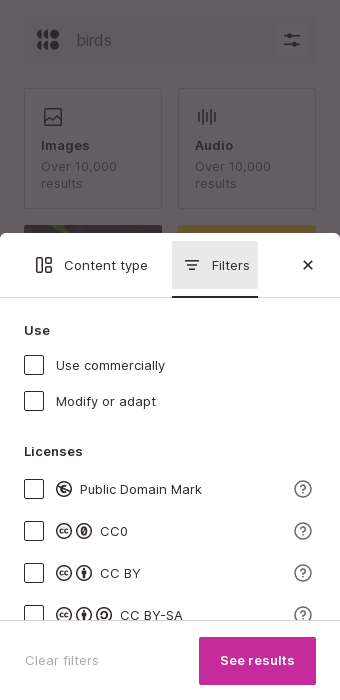 birds
Images
Audio
Over 10,000
results
Over 10,000
results
Content type
Filters
Use
Use commercially
Modify or adapt
Licenses
Public Domain Mark
CC0
CC BY
CC BY-SA
Clear filters
See results